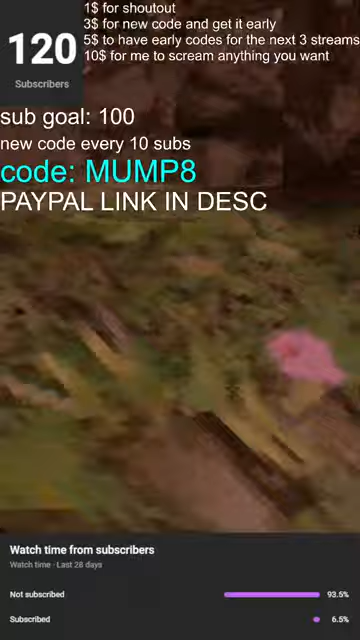 1$ for shoutout
3$ for new code and get it early
5$ to have early codes for the next 3 streams
10$ for me to scream anything you want
120
Subscribers
sub goal: 100
new code every 10 subs
code: MUMP8
PAYPAL LINK IN DESC
Watch time from subscribers
Watch time · Last 28 days
Not subscribed 93.5%
Subscribed 6.5%